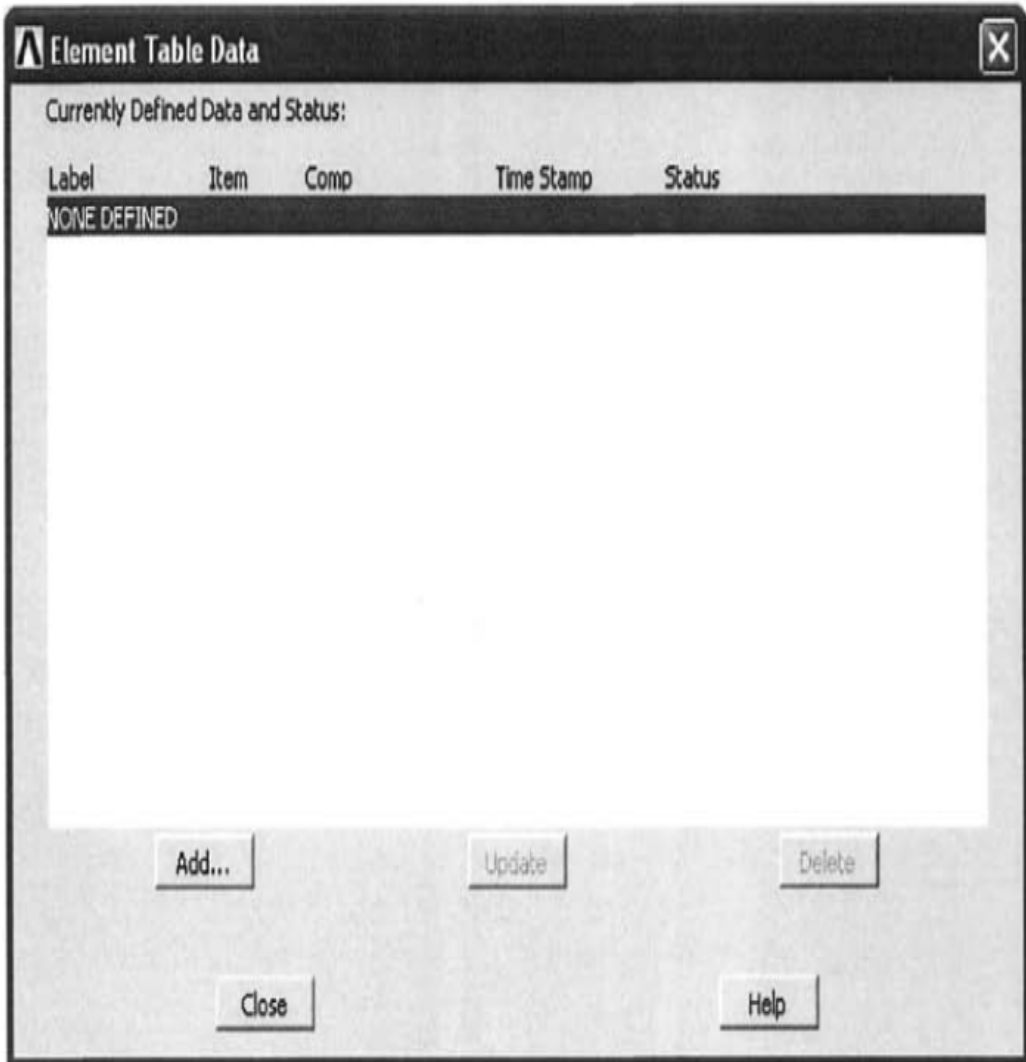 Element Table Data
Currently Defined Data and Status:
Label Item Comp Time Stamp Status
NONE DEFINED
Add... Update Delete
Close Help